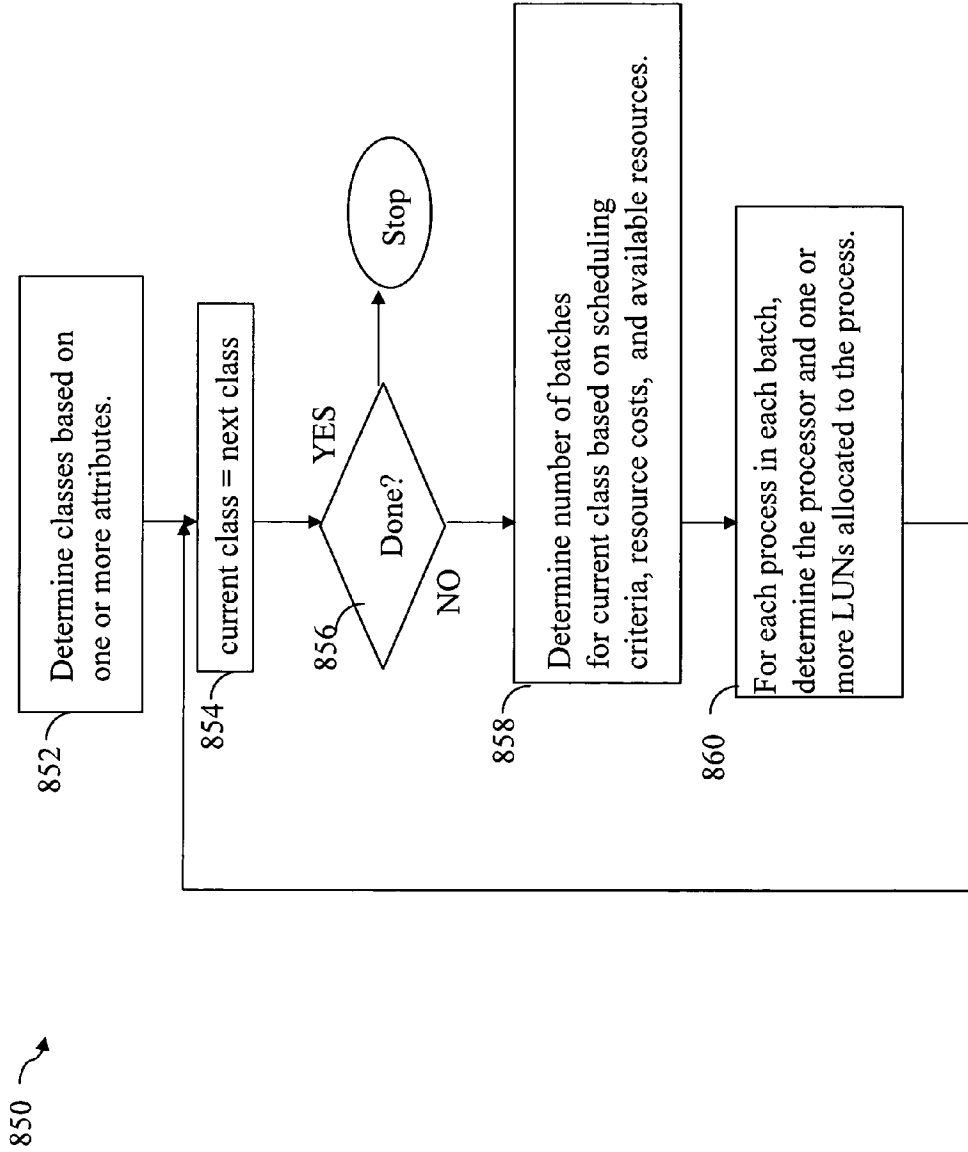 850
852
Determine classes based on
one or more attributes.
854
current class = next class
856
Done?
YES
Stop
NO
858
Determine number of batches
for current class based on scheduling
criteria, resource costs, and available resources.
860
For each process in each batch,
determine the processor and one or
more LUNs allocated to the process.